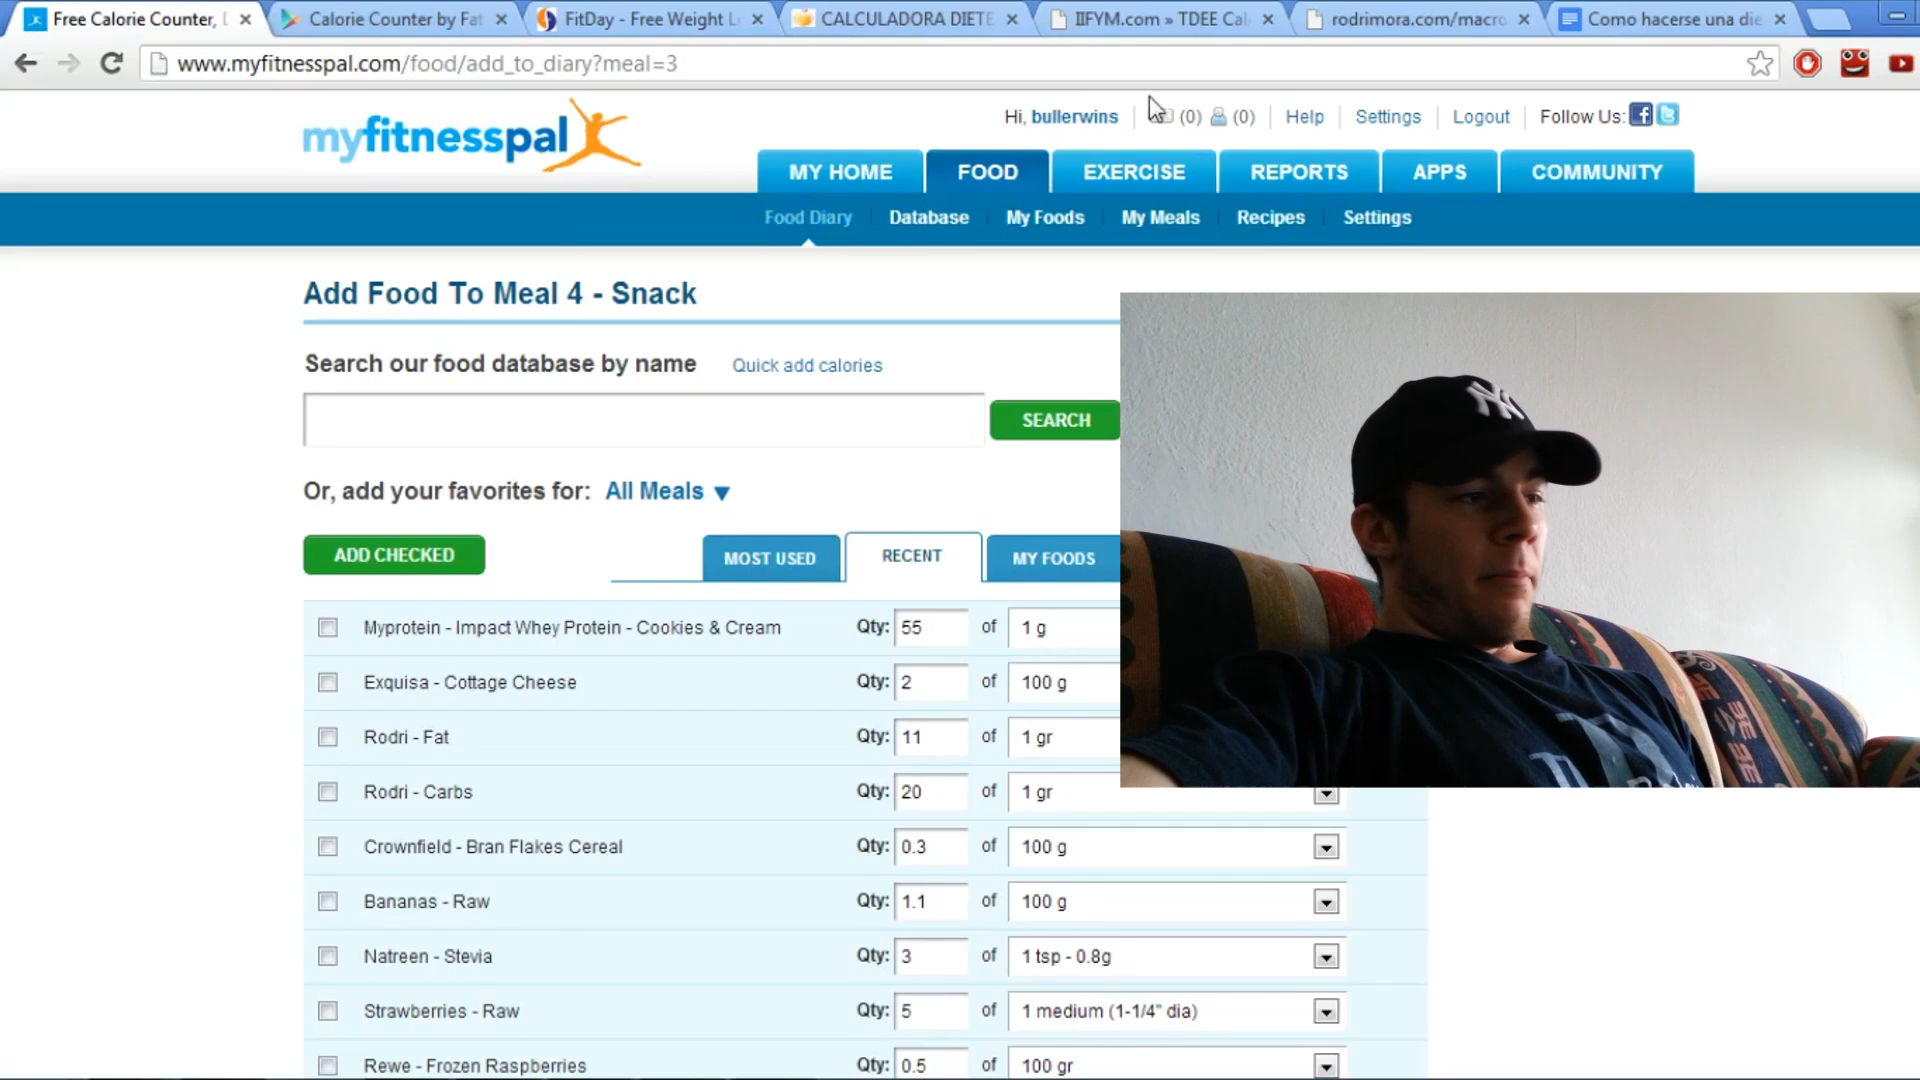 Free Calorie Counter, D
Calorie Counter by Fat
FitDay - Free Weight L
CALCULADORA DIETE
IIFYM.com » TDEE Cal
rodrimora.com/macro
Como hacerse una die
www.myfitnesspal.com/food/add_to_diary?meal=3
myfitnesspal
Hi, bullerwins
(0)
(0)
Help
Settings
Logout
Follow Us:
MY HOME
FOOD
EXERCISE
REPORTS
APPS
COMMUNITY
Food Diary
Database
My Foods
My Meals
Recipes
Settings
Add Food To Meal 4 - Snack
Search our food database by name
Quick add calories
SEARCH
Or, add your favorites for: All Meals
ADD CHECKED
MOST USED
RECENT
MY FOODS
Myprotein - Impact Whey Protein - Cookies & Cream Qty: 55 of 1 g
Exquisa - Cottage Cheese Qty: 2 of 100 g
Rodri - Fat Qty: 11 of 1 gr
Rodri - Carbs Qty: 20 of 1 gr
Crownfield - Bran Flakes Cereal Qty: 0.3 of 100 g
Bananas - Raw Qty: 1.1 of 100 g
Natreen - Stevia Qty: 3 of 1 tsp - 0.8g
Strawberries - Raw Qty: 5 of 1 medium (1-1/4" dia)
Rewe - Frozen Raspberries Qty: 0.5 of 100 gr
NY